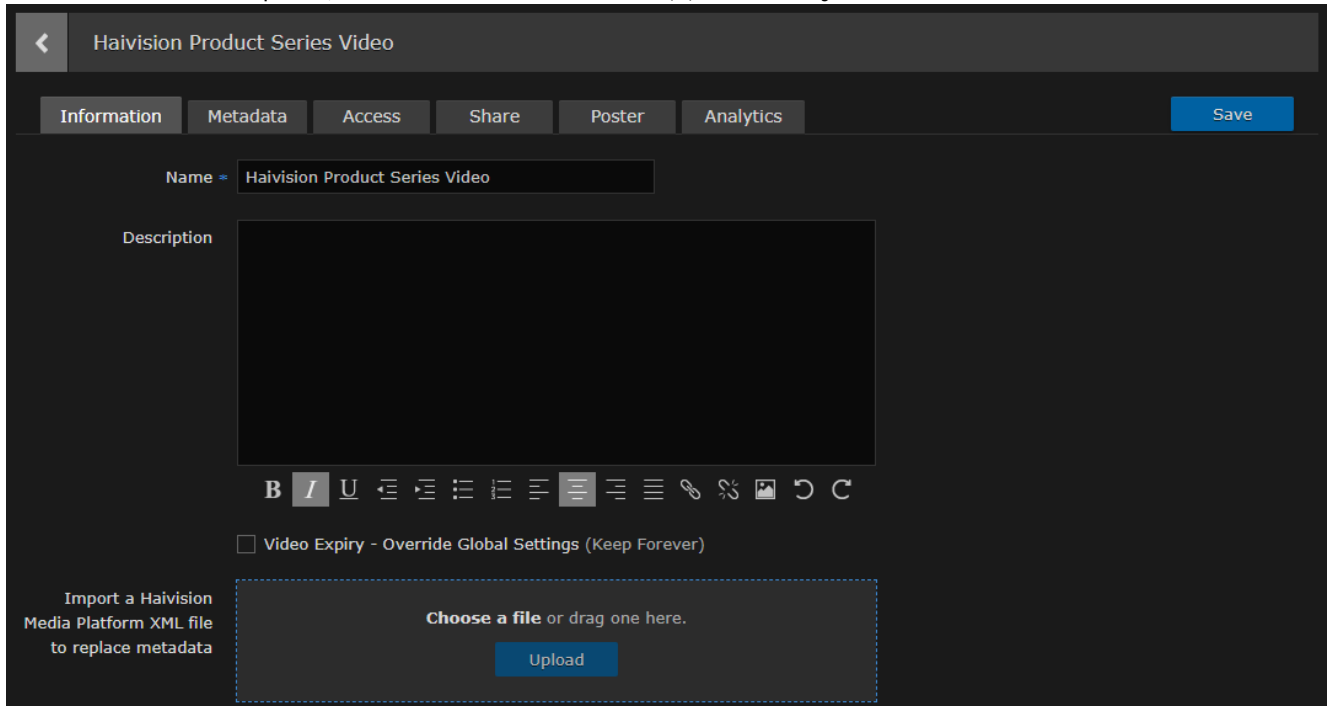 Haivision Product Series Video
Information Metadata Access Share Poster Analytics Save
Name * Haivision Product Series Video
Description
B I U
Video Expiry - Override Global Settings (Keep Forever)
Import a Haivision
Media Platform XML file
to replace metadata
Choose a file or drag one here.
Upload